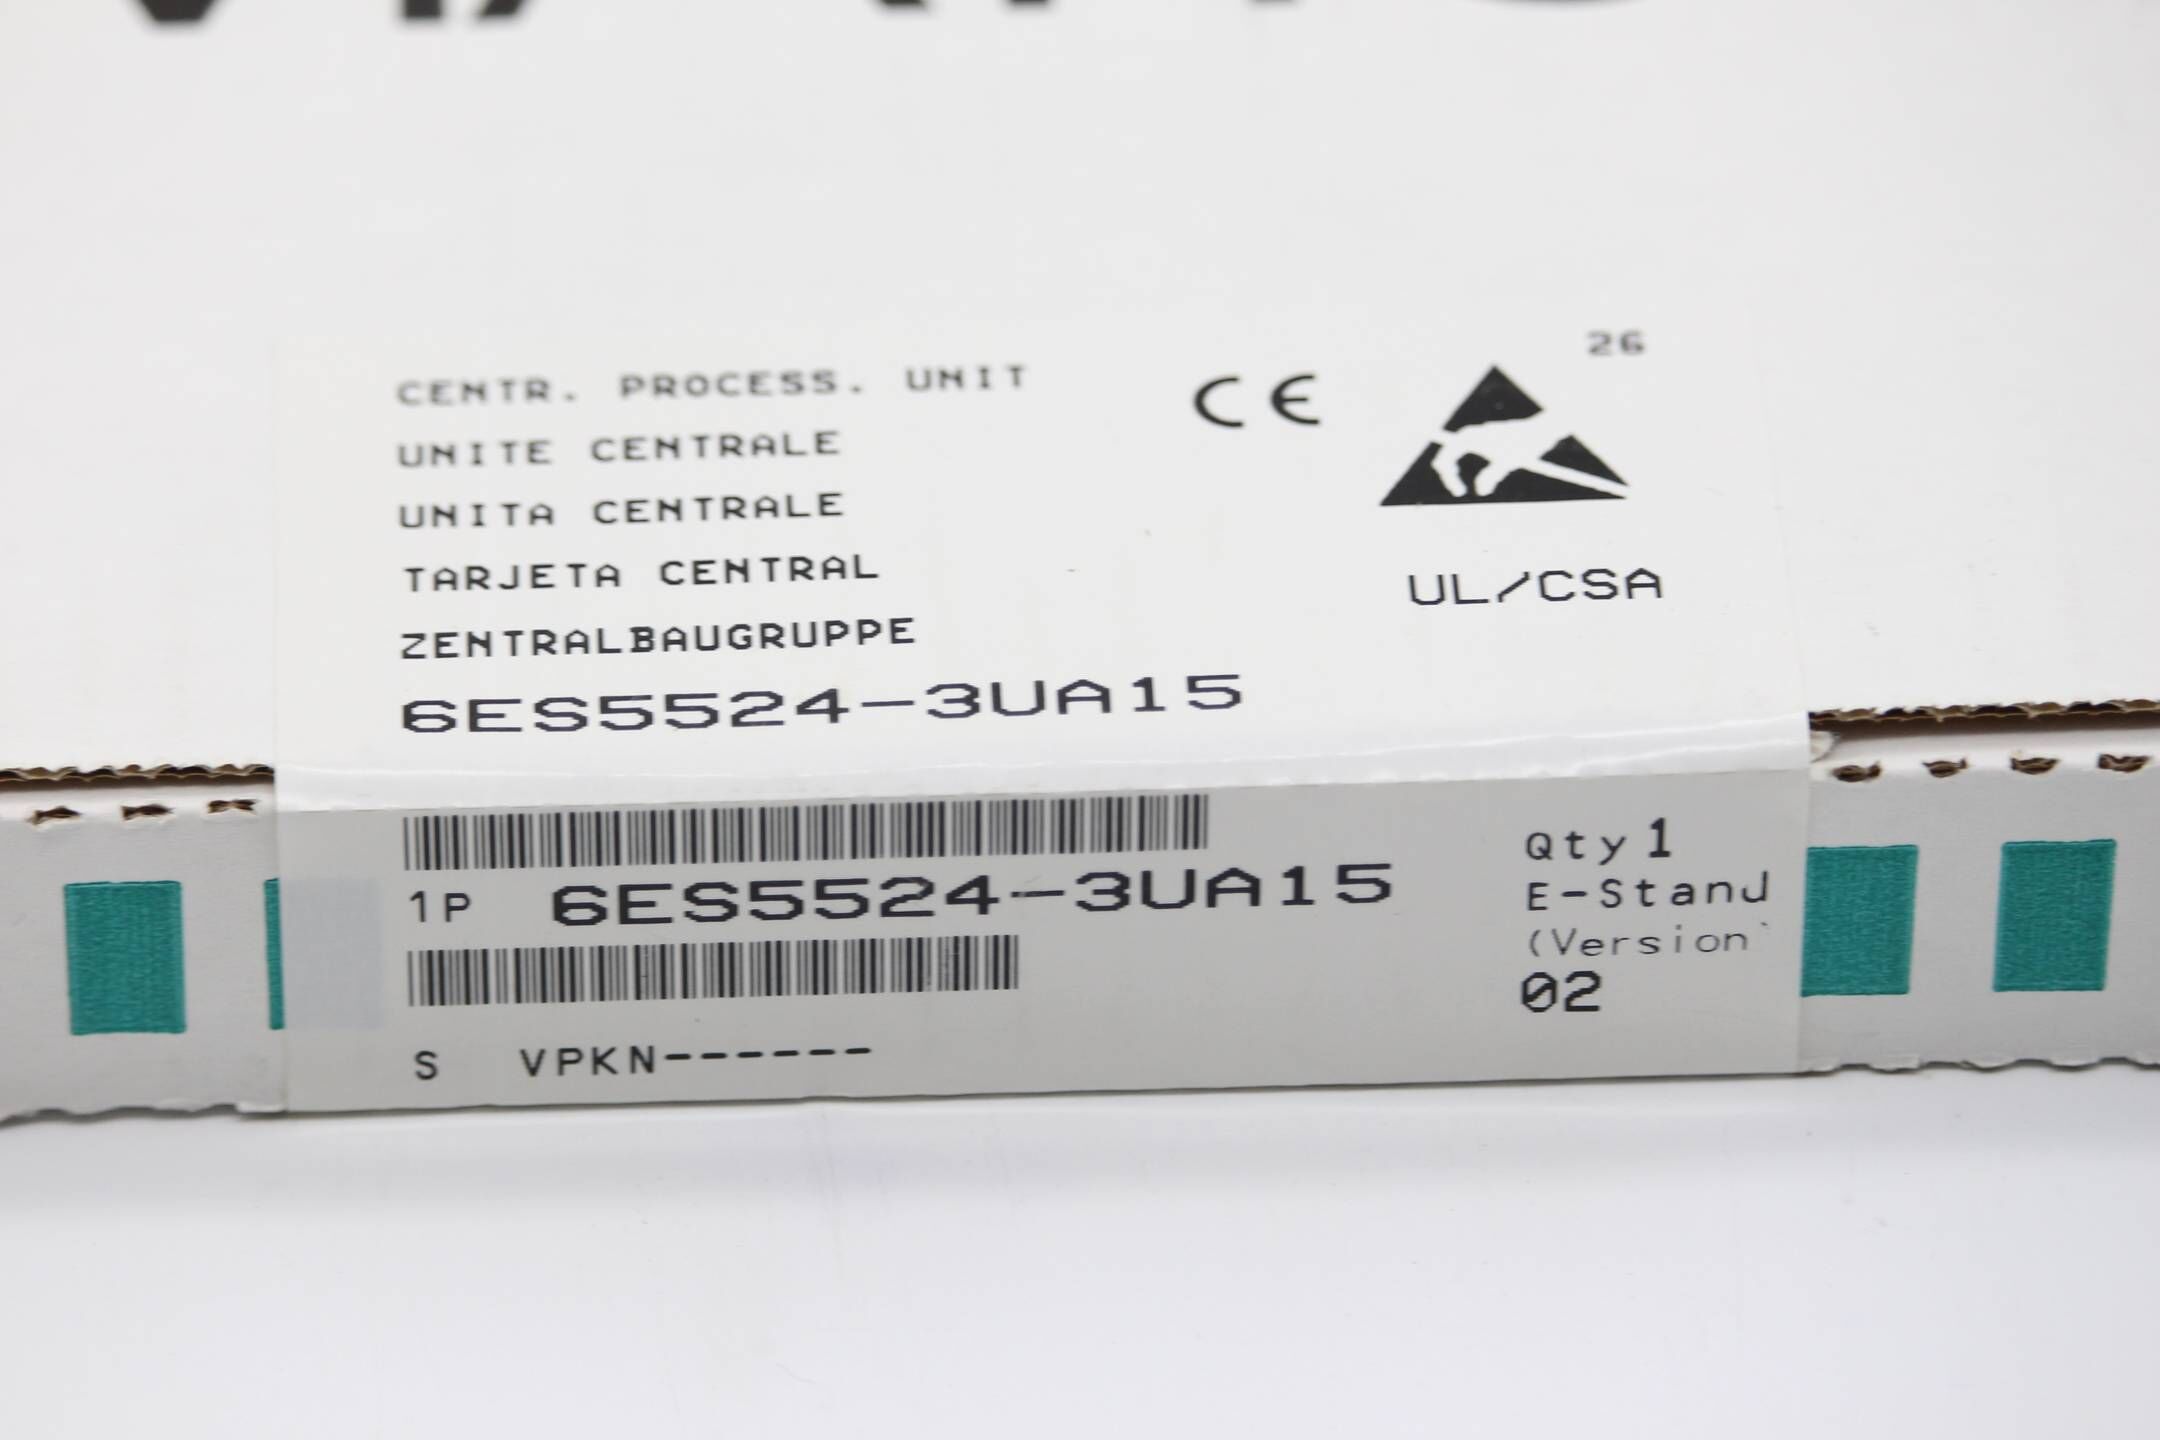 26
CENTR. PROCESS. UNIT
CE
UNITE CENTRALE
UNITA CENTRALE
TARJETA CENTRAL
UL/CSA
ZENTRALBAUGRUPPE
6ES5524-3UA15
Qty 1
1P 6ES5524-3UA15
E-Stand
(Version
02
S VPKN------